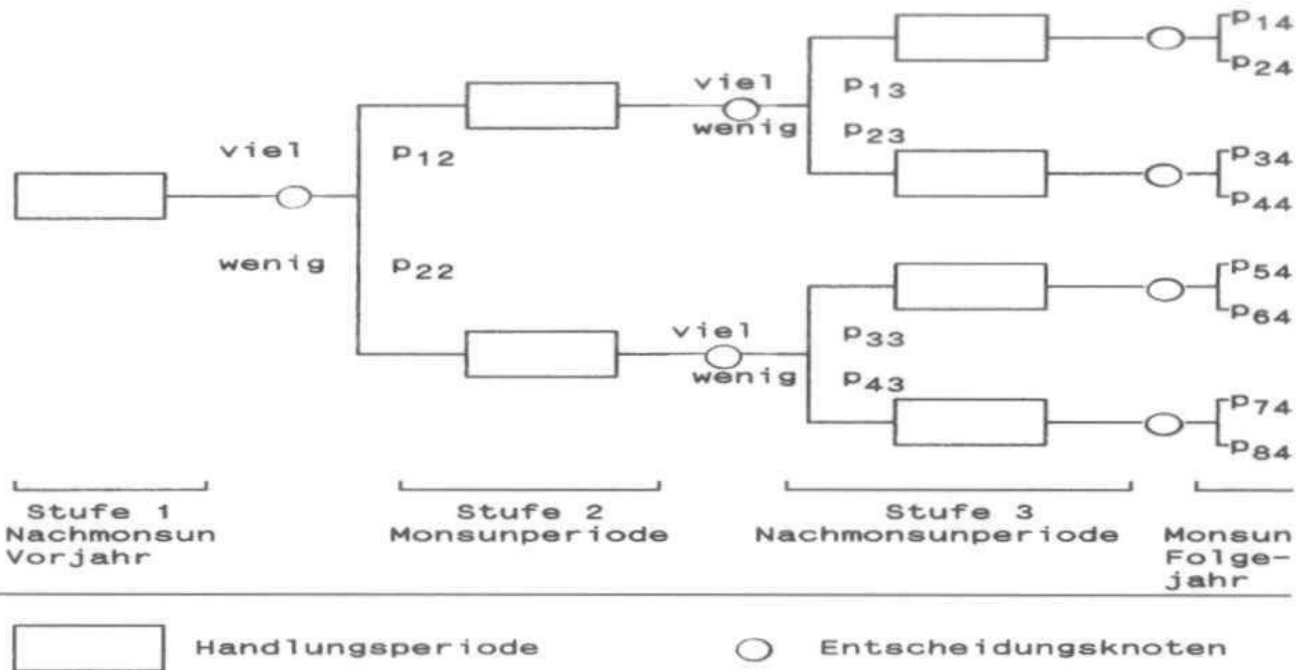 p14
viel p13 p24
wenig p23
viel p12 p34
p44
wenig p22 p54
viel p33 p64
wenig p43
p74
p84
Stufe 1 Stufe 2 Stufe 3
Nachmonsun Monsunperiode Nachmonsunperiode Monsun
Vorjahr Folge-
jahr
Handlungsperiode Entscheidungsknoten